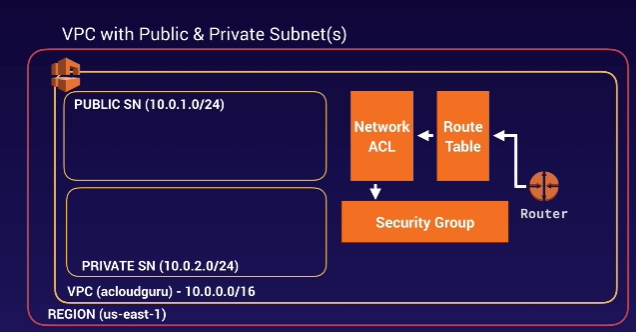 VPC with Public & Private Subnet(s)
PUBLIC SN (10.0.1.0/24)
Network
ACL
Route
Table
Router
Security Group
PRIVATE SN (10.0.2.0/24)
VPC (acloudguru) - 10.0.0.0/16
REGION (us-east-1)